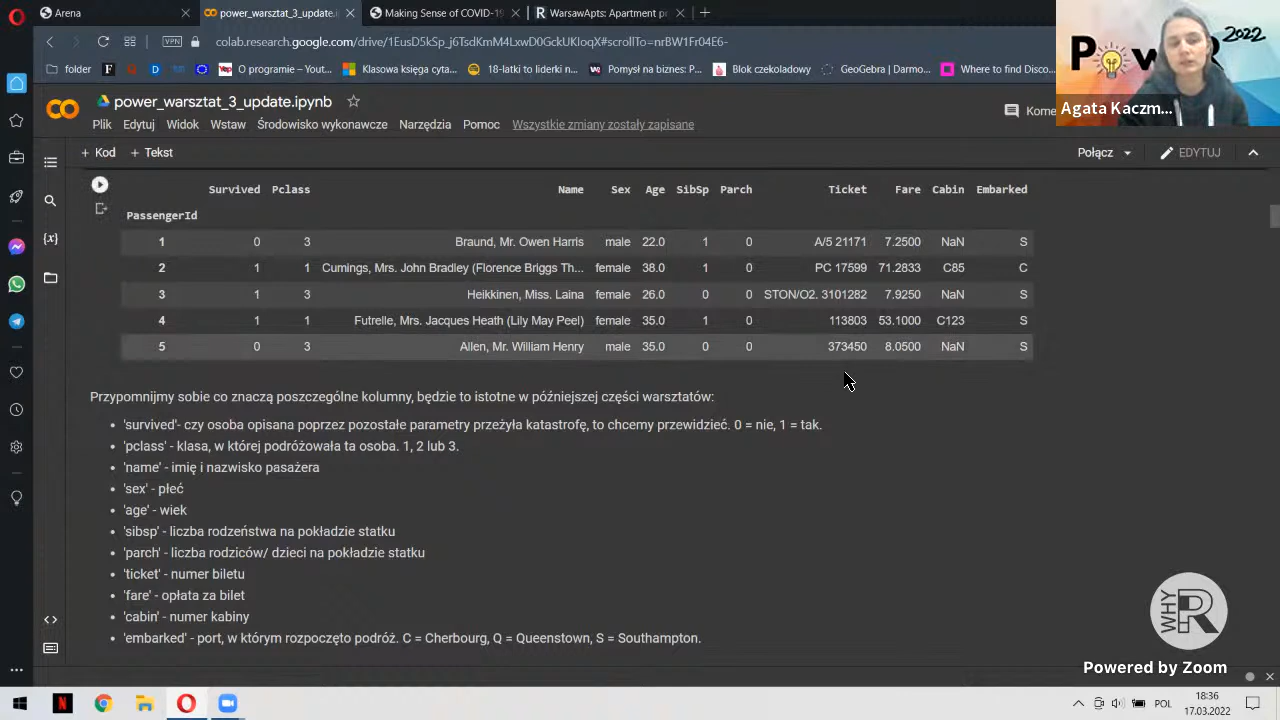 Arena
power_warsztat_3_update.ipynb
Making Sense of COVID-19
WarsawApts: Apartment pr
colab.research.google.com/drive/1EusD5kSp_j6TsdKmM4LxwD0GckUKloqX#scrollTo=nrBW1Fr04E6-
VPN
folder
O programie – Yout...
Klasowa księga cyta...
18-latki to liderki n...
Pomysł na biznes: P...
Blok czekoladowy
GeoGebra | Darmo...
Where to find Disco...
2022
Agata Kaczm...
power_warsztat_3_update.ipynb
Plik Edytuj Widok Wstaw Środowisko wykonawcze Narzędzia Pomoc Wszystkie zmiany zostały zapisane
Kome
+ Kod + Tekst
Połącz
EDYTUJ
Survived Pclass Name Sex Age SibSp Parch Ticket Fare Cabin Embarked
PassengerId
1 0 3 Braund, Mr. Owen Harris male 22.0 1 0 A/5 21171 7.2500 NaN S
2 1 1 Cumings, Mrs. John Bradley (Florence Briggs Th... female 38.0 1 0 PC 17599 71.2833 C85 C
3 1 3 Heikkinen, Miss. Laina female 26.0 0 0 STON/O2. 3101282 7.9250 NaN S
4 1 1 Futrelle, Mrs. Jacques Heath (Lily May Peel) female 35.0 1 0 113803 53.1000 C123 S
5 0 3 Allen, Mr. William Henry male 35.0 0 0 373450 8.0500 NaN S
Przypomnijmy sobie co znaczą poszczególne kolumny, będzie to istotne w późniejszej części warsztatów:
• 'survived'- czy osoba opisana poprzez pozostałe parametry przeżyła katastrofę, to chcemy przewidzieć. 0 = nie, 1 = tak.
• 'pclass' - klasa, w której podróżowała ta osoba. 1, 2 lub 3.
• 'name' - imię i nazwisko pasażera
• 'sex' - płeć
• 'age' - wiek
• 'sibsp' - liczba rodzeństwa na pokładzie statku
• 'parch' - liczba rodziców/ dzieci na pokładzie statku
• 'ticket' - numer biletu
• 'fare' - opłata za bilet
• 'cabin' - numer kabiny
• 'embarked' - port, w którym rozpoczęto podróż. C = Cherbourg, Q = Queenstown, S = Southampton.
WHY R
Powered by Zoom
POL
18:36
17.03.2022